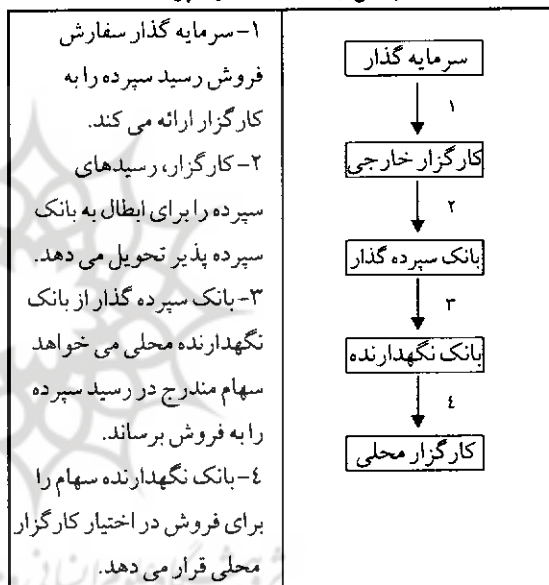 ۱-سرمایه گذار سفارش
فروش رسید سپرده را به
کارگزار ارائه می کند.
۲-کارگزار، رسیدهای
سپرده را برای ابطال به بانک
سپرده پذیر تحویل می دهد.
۳-بانک سپرده گذار از بانک
نگهدارنده محلی می خواهد
سهام مندرج در رسید سپرده
را به فروش برساند.
٤-بانک نگهدارنده سهام را
برای فروش در اختیار کارگزار
محلی قرار می دهد.
سرمایه گذار
۱
کارگزار خارجی
۲
بانک سپرده گذار
۳
بانک نگهدارنده
٤
کارگزار محلی